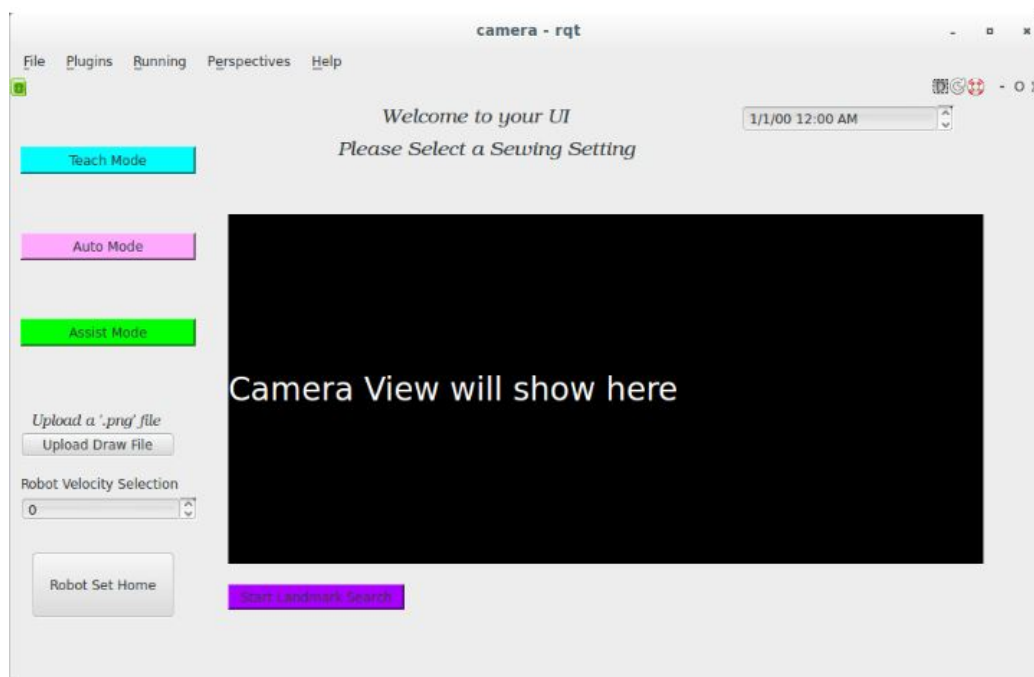 camera - rqt
File Plugins Running Perspectives Help
Welcome to your UI
1/1/00 12:00 AM
Please Select a Sewing Setting
Teach Mode
Auto Mode
Assist Mode
Camera View will show here
Upload a '.png' file
Upload Draw File
Robot Velocity Selection
0
Robot Set Home
Start Landmark Search